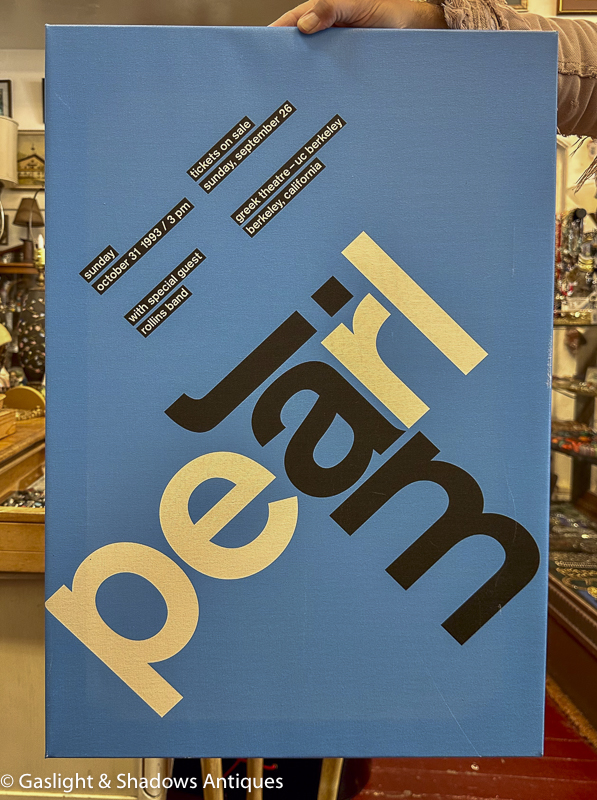 tickets on sale
sunday, september 26
greek theatre – uc berkeley
berkeley, california
sunday
october 31 1993 / 3 pm
with special guest
rollins band
pearl
jam
© Gaslight & Shadows Antiques